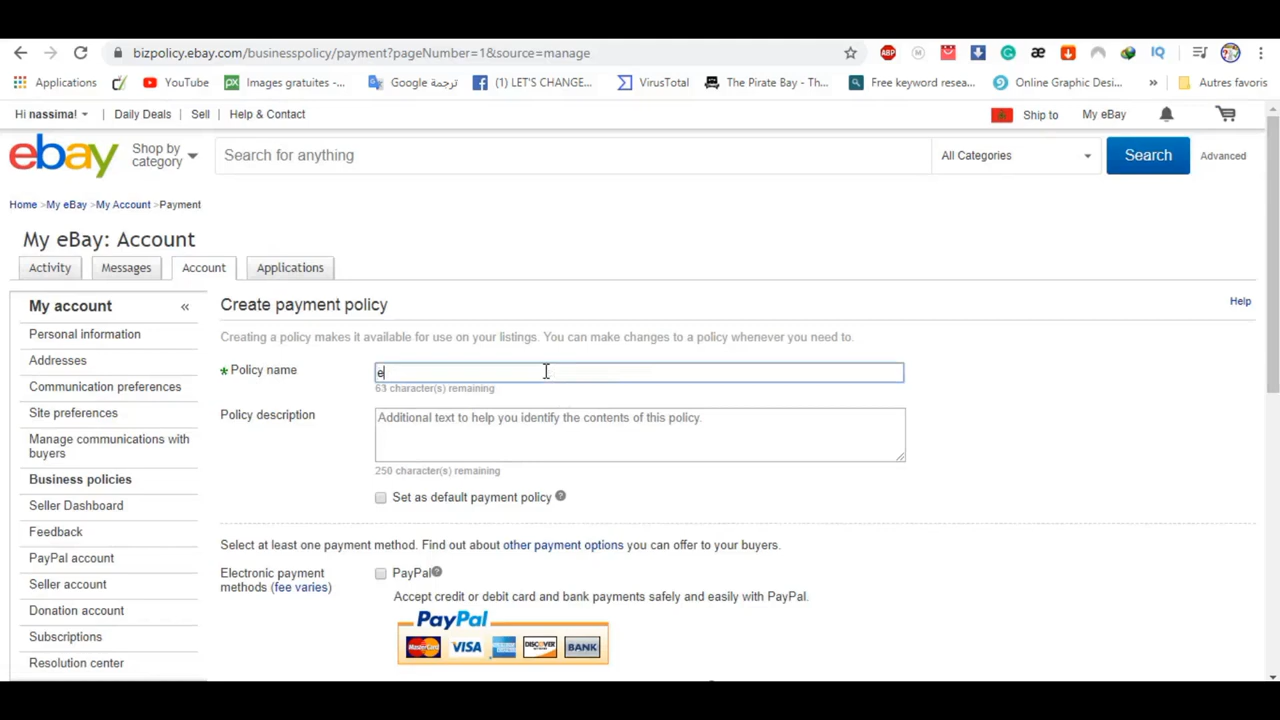 bizpolicy.ebay.com/businesspolicy/payment?pageNumber=1&source=manage
Applications YouTube Images gratuites - ... Google ترجمة (1) LET'S CHANGE... VirusTotal The Pirate Bay - Th... Free keyword resea... Online Graphic Desi... » Autres favoris
Hi nassima! Daily Deals Sell Help & Contact Ship to My eBay
ebay Shop by category Search for anything All Categories Search Advanced
Home >My eBay >My Account >Payment
My eBay: Account
Activity Messages Account Applications
My account «
Personal information
Addresses
Communication preferences
Site preferences
Manage communications with
buyers
Business policies
Seller Dashboard
Feedback
PayPal account
Seller account
Donation account
Subscriptions
Resolution center
Create payment policy Help
Creating a policy makes it available for use on your listings. You can make changes to a policy whenever you need to.
* Policy name e
63 character(s) remaining
Policy description Additional text to help you identify the contents of this policy.
250 character(s) remaining
Set as default payment policy ?
Select at least one payment method. Find out about other payment options you can offer to your buyers.
Electronic payment
methods (fee varies)
PayPal ?
Accept credit or debit card and bank payments safely and easily with PayPal.
PayPal
MasterCard VISA DISCOVER BANK